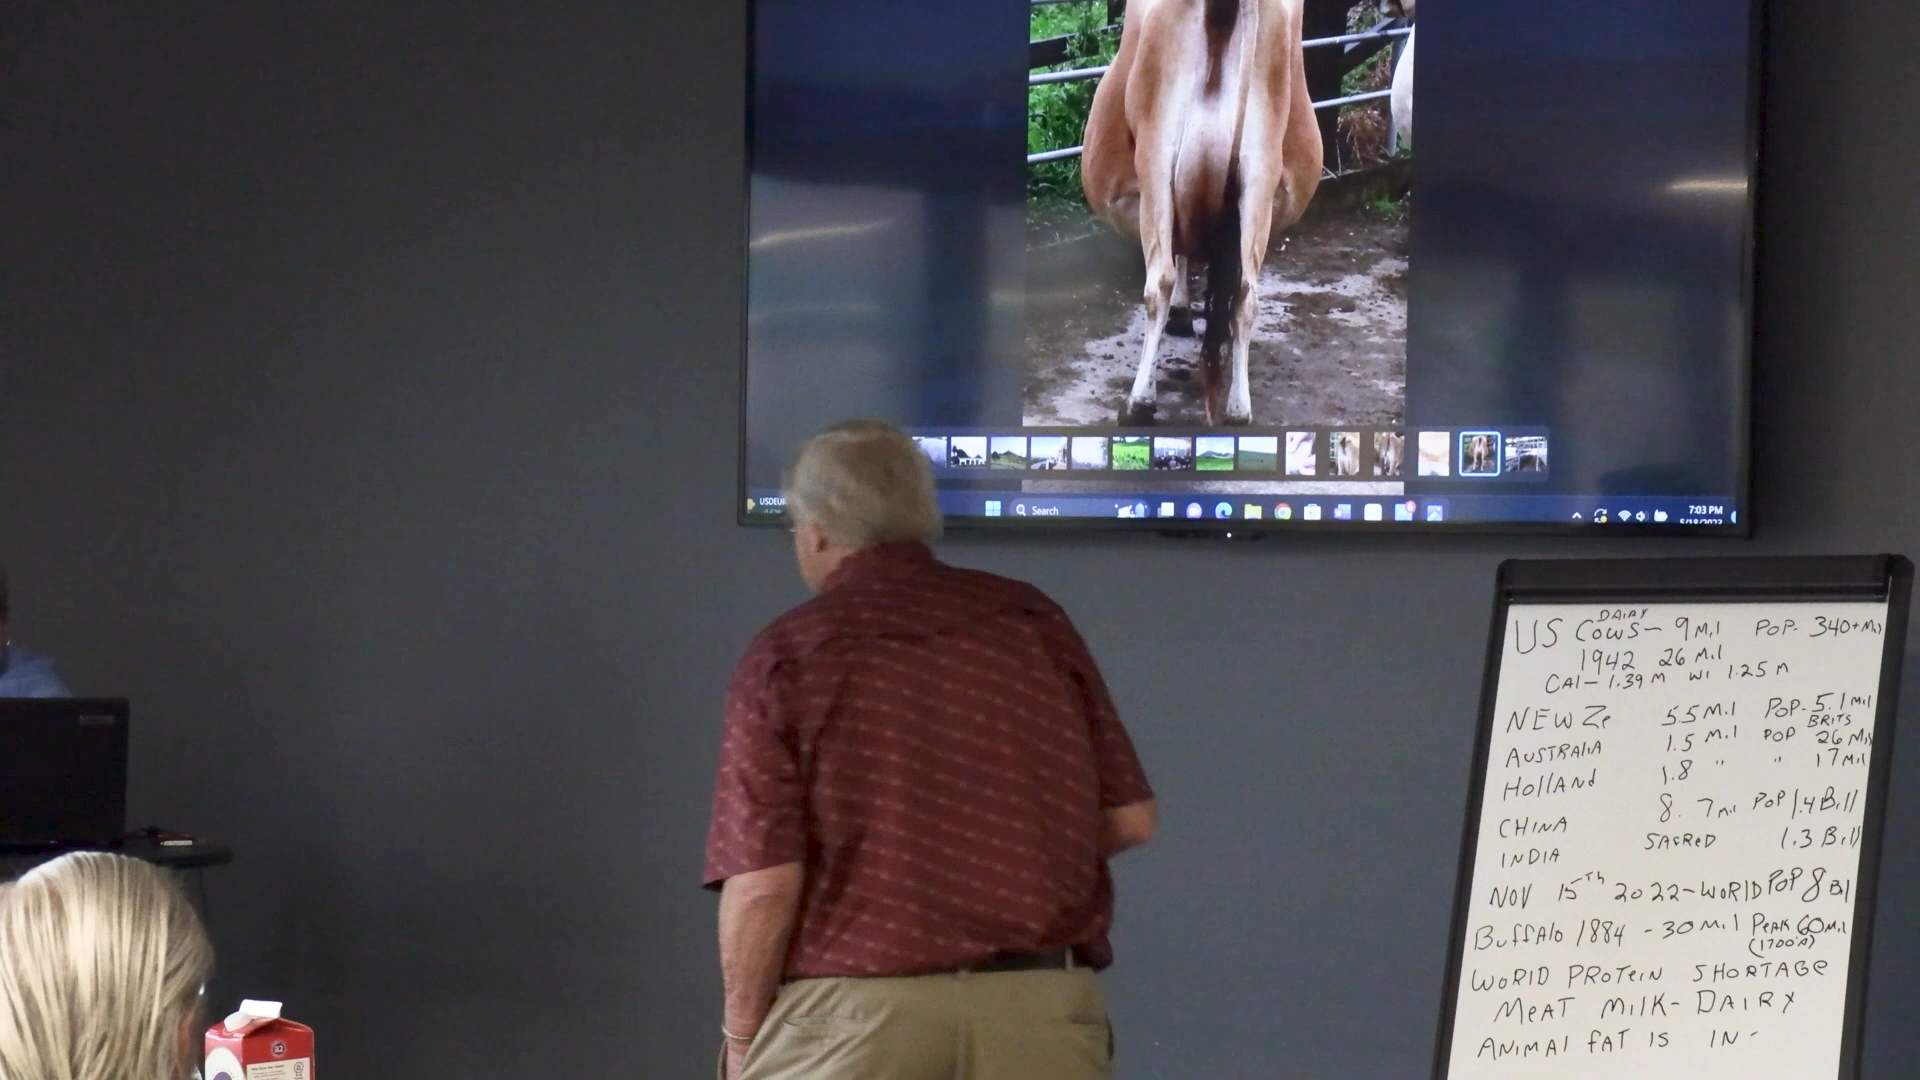 Search
7:03 PM
5/18/2023
DAIRY
US COWS - 9 Mil POP- 340+Mil
1942 26 Mil
CAl- 1.39 M WI 1.25 M
NEW Ze 5.5 Mil POP- 5.1 Mil
BRITS
AUSTRALIA 1.5 Mil POP 26 Mil
HOllANd 1.8 " " 17 Mil
CHINA 8.7 Mil POP 1.4 Bill
INDIA SACRED 1.3 Bill
NOV 15Th 2022 - WORlD POP 8 Bil
BUffAlo 1884 - 30 Mil PEAK 60 Mil
(1700'A)
WORlD PROTEIN SHORTAGE
MEAT MILK - DAIRY
ANIMAl fAT IS IN -
a2